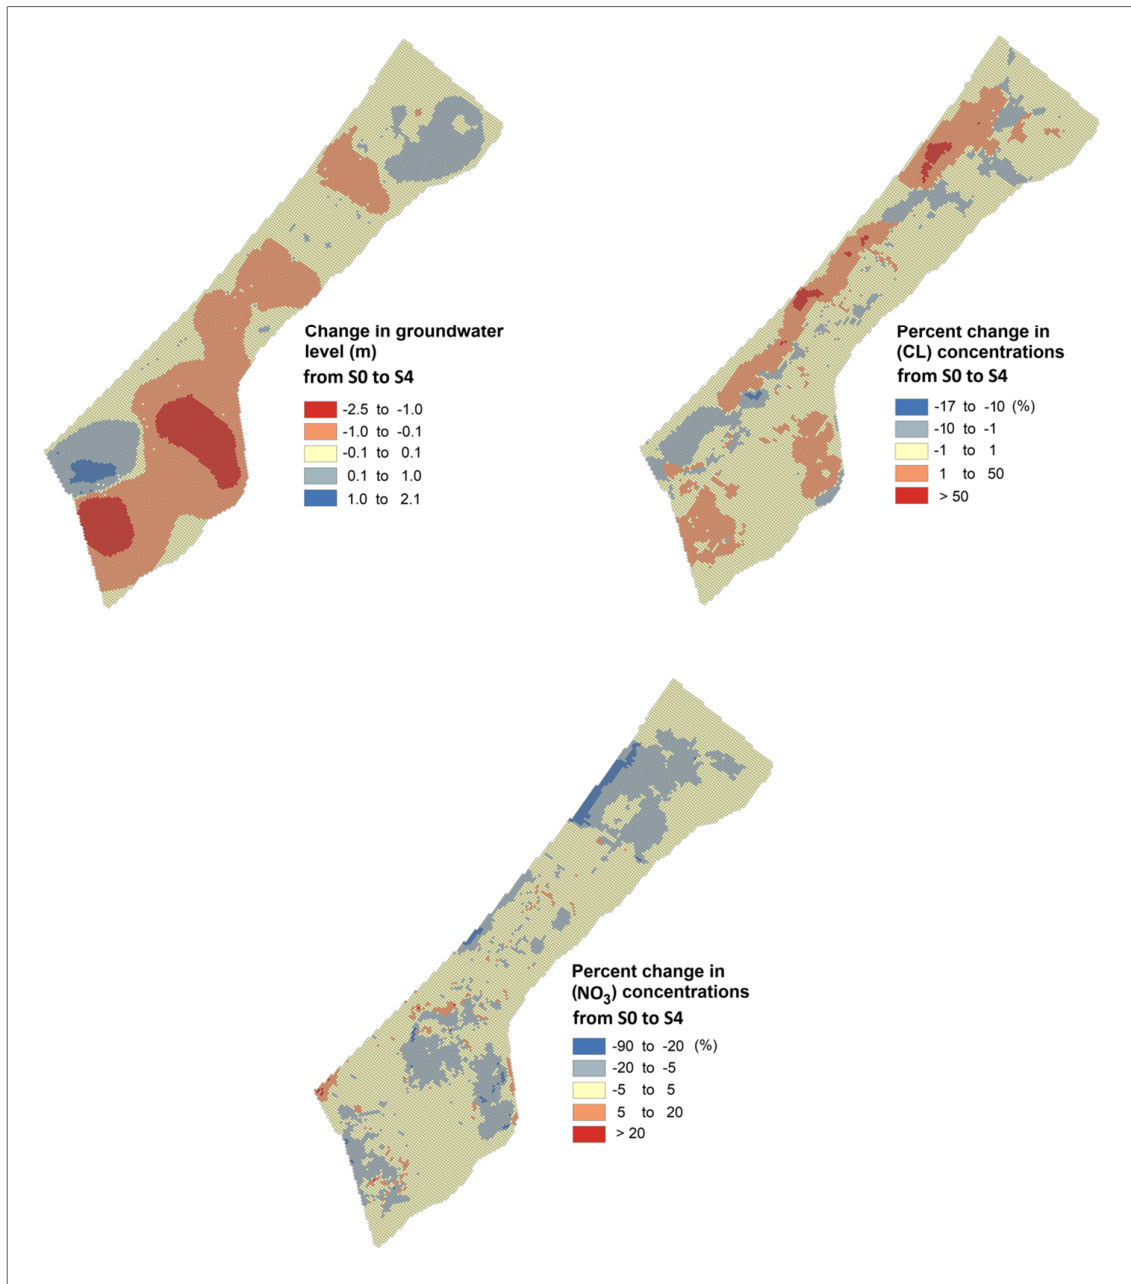 Change in groundwater
level (m)
from S0 to S4
-2.5 to -1.0
-1.0 to -0.1
-0.1 to 0.1
0.1 to 1.0
1.0 to 2.1
Percent change in
(CL) concentrations
from S0 to S4
-17 to -10 (%)
-10 to -1
-1 to 1
1 to 50
> 50
Percent change in
(NO₃) concentrations
from S0 to S4
-90 to -20 (%)
-20 to -5
-5 to 5
5 to 20
> 20